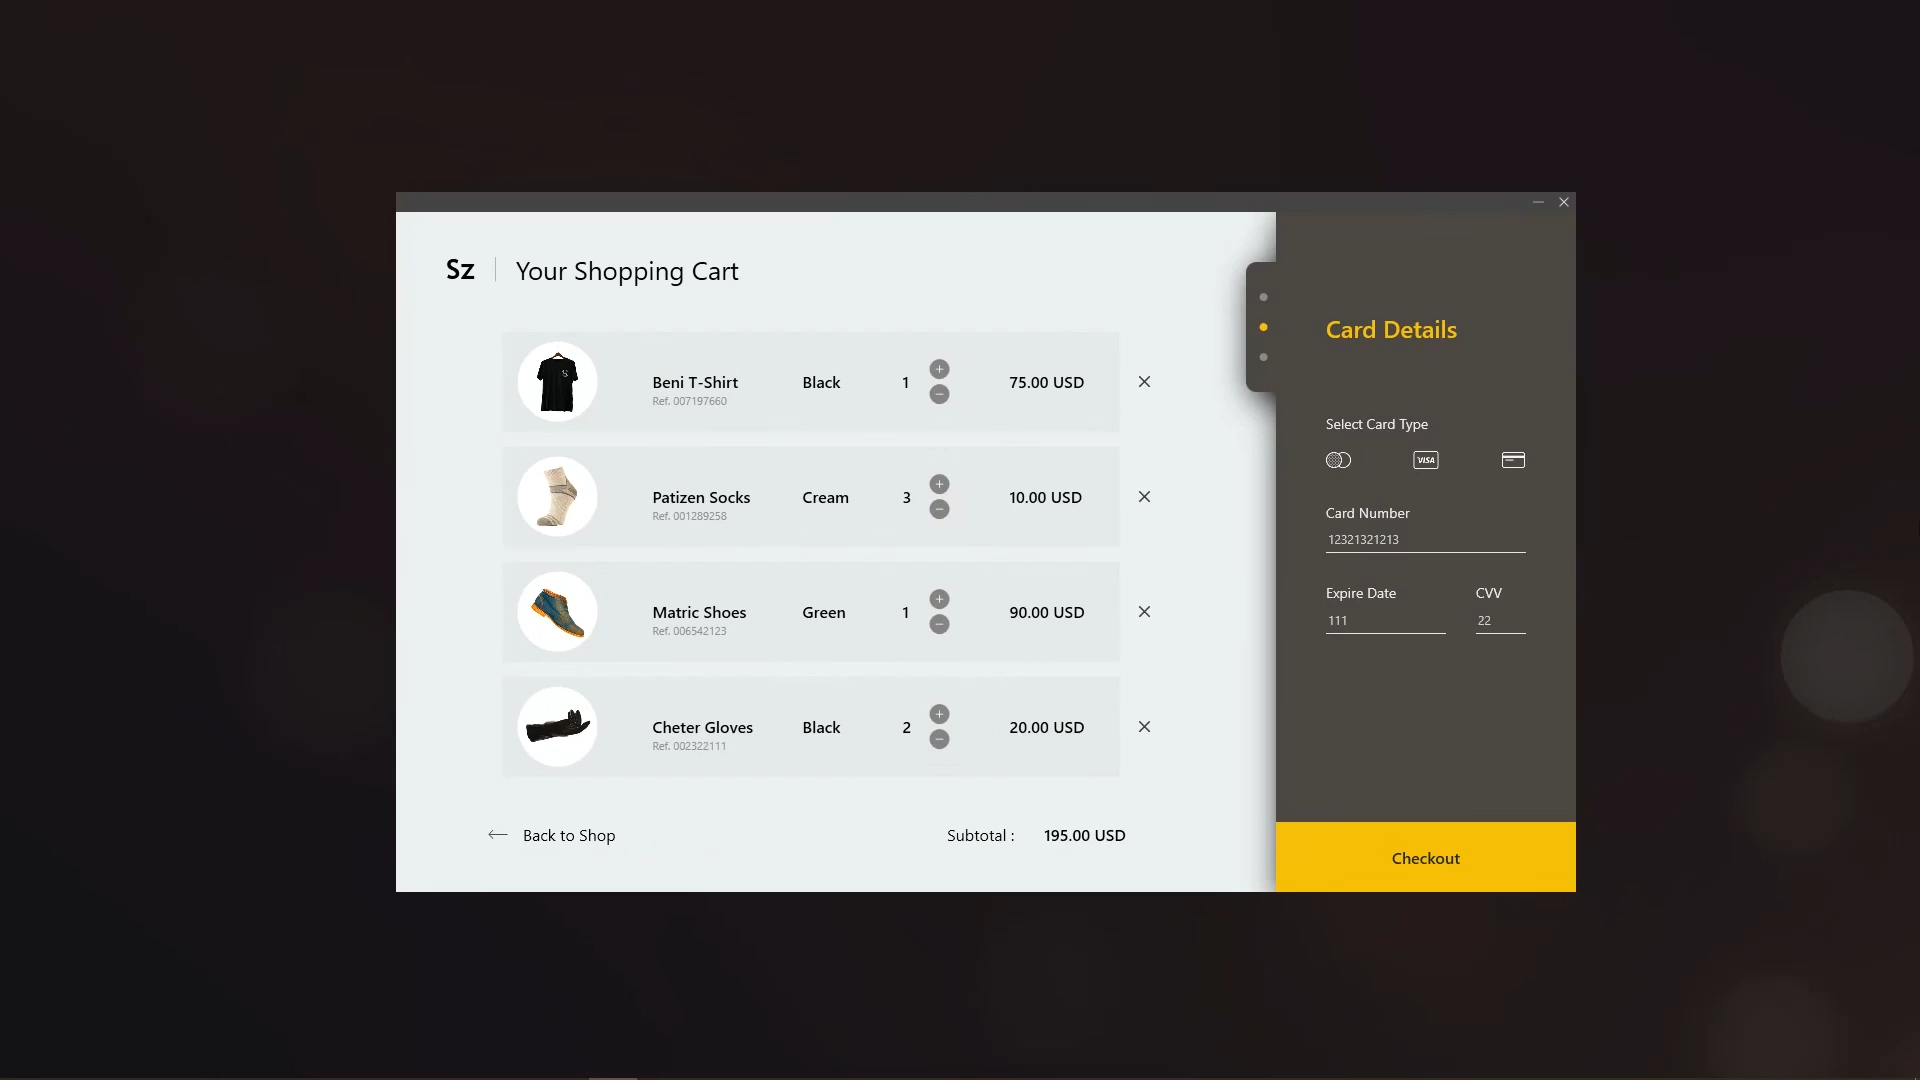 Sz
Your Shopping Cart
Beni T-Shirt
Ref. 007197660
Black
1
75.00 USD
Patizen Socks
Ref. 001289258
Cream
3
10.00 USD
Matric Shoes
Ref. 006542123
Green
1
90.00 USD
Cheter Gloves
Ref. 002322111
Black
2
20.00 USD
Back to Shop
Subtotal :
195.00 USD
Card Details
Select Card Type
VISA
Card Number
12321321213
Expire Date
CVV
111
22
Checkout